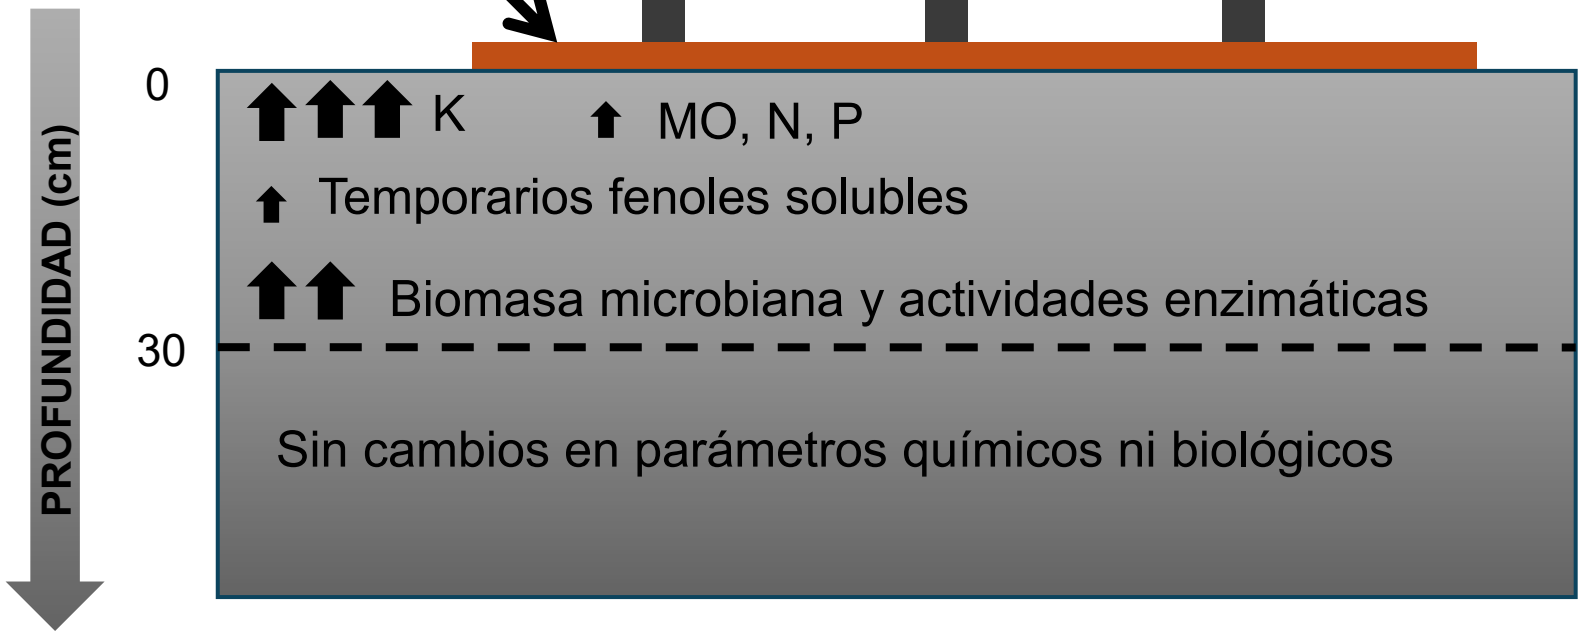 0
K
MO, N, P
Temporarios fenoles solubles
Biomasa microbiana y actividades enzimáticas
30
Sin cambios en parámetros químicos ni biológicos
PROFUNDIDAD (cm)